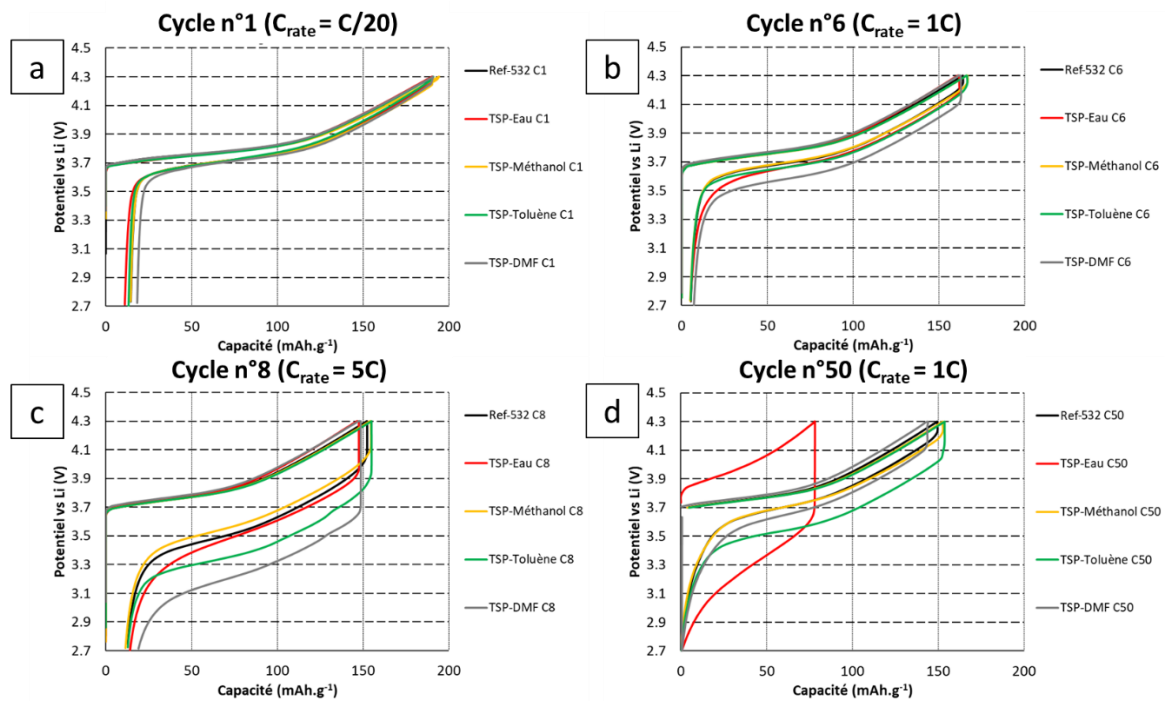 Cycle n°1 (Crate = C/20)
a
4.5
4.3
4.1
3.9
3.7
3.5
3.3
3.1
2.9
2.7
Potentiel vs Li (V)
0
50
100
150
200
Capacité (mAh.g-1)
Ref-532 C1
TSP-Eau C1
TSP-Méthanol C1
TSP-Toluène C1
TSP-DMF C1
Cycle n°6 (Crate = 1C)
b
4.5
4.3
4.1
3.9
3.7
3.5
3.3
3.1
2.9
2.7
Potentiel vs Li (V)
0
50
100
150
200
Capacité (mAh.g-1)
Ref-532 C6
TSP-Eau C6
TSP-Méthanol C6
TSP-Toluène C6
TSP-DMF C6
Cycle n°8 (Crate = 5C)
c
4.5
4.3
4.1
3.9
3.7
3.5
3.3
3.1
2.9
2.7
Potentiel vs Li (V)
0
50
100
150
200
Capacité (mAh.g-1)
Ref-532 C8
TSP-Eau C8
TSP-Méthanol C8
TSP-Toluène C8
TSP-DMF C8
Cycle n°50 (Crate = 1C)
d
4.5
4.3
4.1
3.9
3.7
3.5
3.3
3.1
2.9
2.7
Potentiel vs Li (V)
0
50
100
150
200
Capacité (mAh.g-1)
Ref-532 C50
TSP-Eau C50
TSP-Méthanol C50
TSP-Toluène C50
TSP-DMF C50